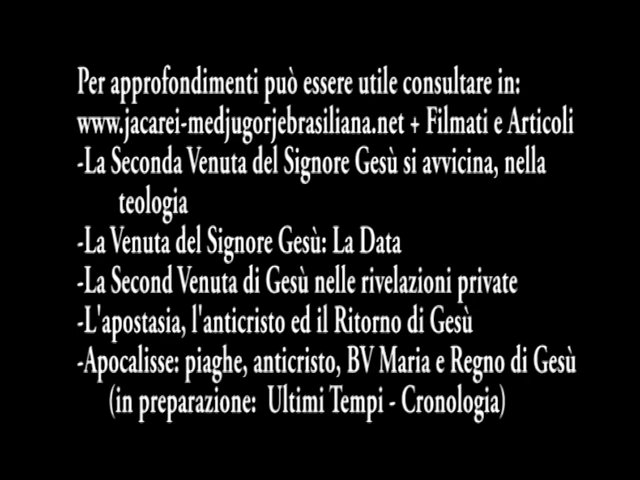 Per approfondimenti può essere utile consultare in:
www.jacarei-medjugorjebrasiliana.net + Filmati e Articoli
-La Seconda Venuta del Signore Gesù si avvicina, nella
teologia
-La Venuta del Signore Gesù: La Data
-La Second Venuta di Gesù nelle rivelazioni private
-L'apostasia, l'anticristo ed il Ritorno di Gesù
-Apocalisse: piaghe, anticristo, BV Maria e Regno di Gesù
(in preparazione: Ultimi Tempi - Cronologia)